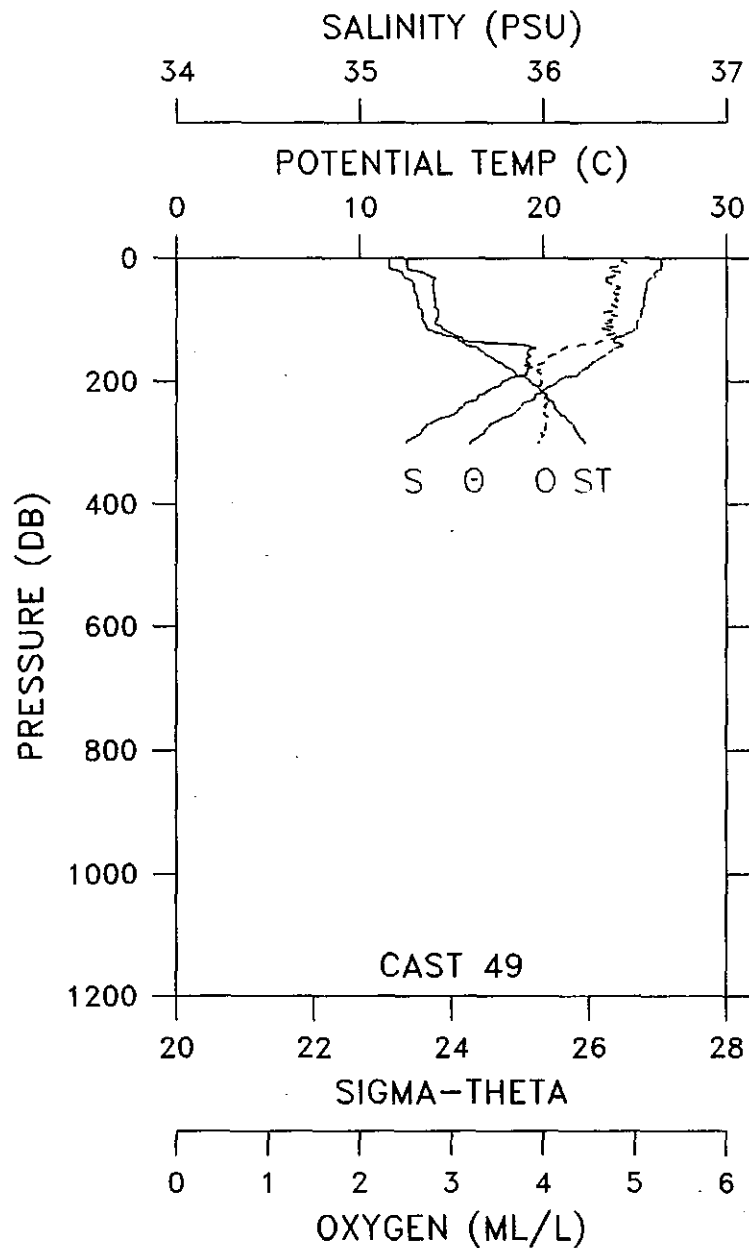 SALINITY (PSU)
34 35 36 37
POTENTIAL TEMP (C)
0 10 20 30
0
200
S Θ O ST
400
600
800
1000
1200
PRESSURE (DB)
CAST 49
20 22 24 26 28
SIGMA-THETA
0 1 2 3 4 5 6
OXYGEN (ML/L)